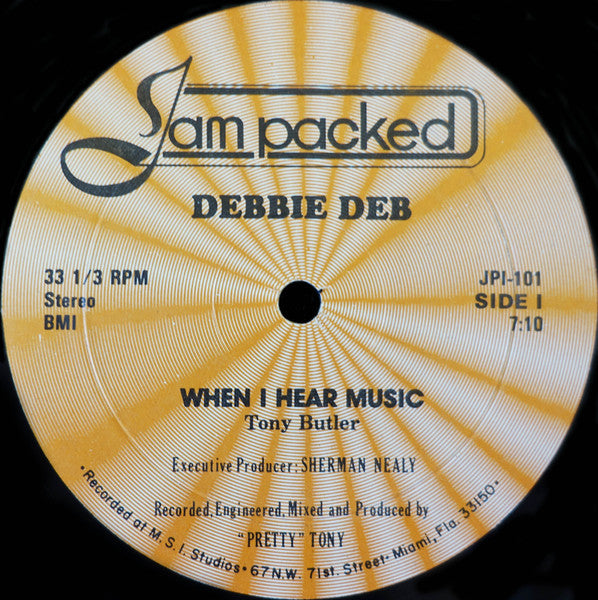 Jam packed
DEBBIE DEB
33 1/3 RPM
Stereo
BMI
JPI-101
SIDE I
7:10
WHEN I HEAR MUSIC
Tony Butler
Executive Producer: SHERMAN NEALY
Recorded, Engineered, Mixed and Produced by
"PRETTY" TONY
•Recorded at M.S.I. Studios•67 N.W. 71st. Street-Miami, Fla. 33150•